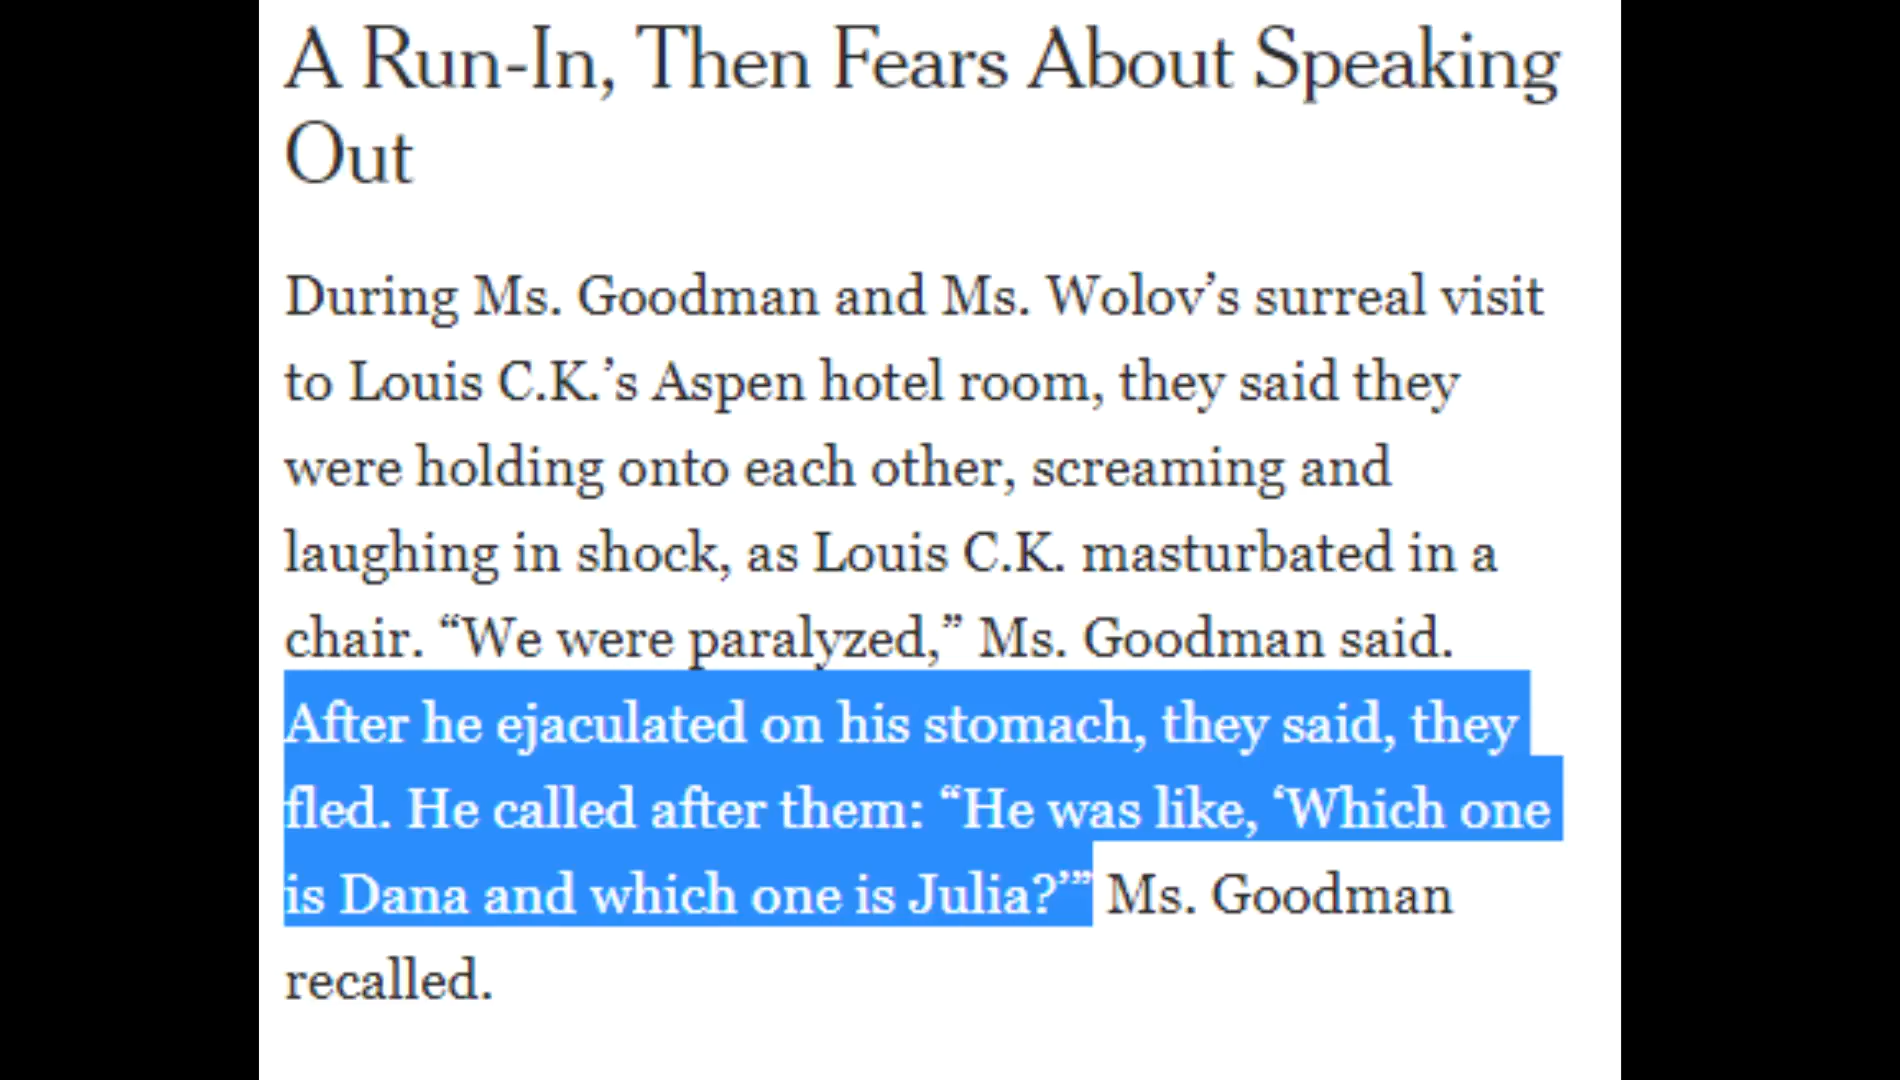 A Run-In, Then Fears About Speaking
Out
During Ms. Goodman and Ms. Wolov’s surreal visit
to Louis C.K.’s Aspen hotel room, they said they
were holding onto each other, screaming and
laughing in shock, as Louis C.K. masturbated in a
chair. “We were paralyzed,” Ms. Goodman said.
After he ejaculated on his stomach, they said, they
fled. He called after them: “He was like, ‘Which one
is Dana and which one is Julia?’” Ms. Goodman
recalled.